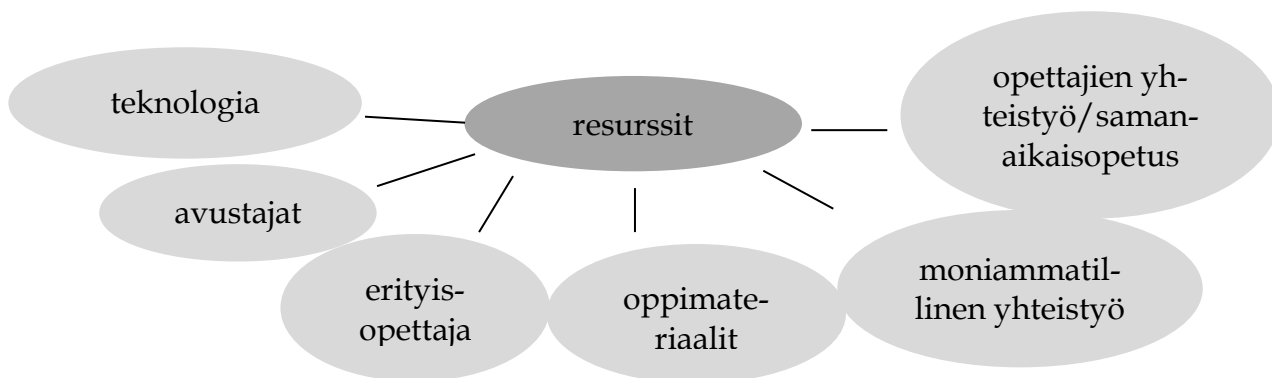 teknologia
resurssit
opettajien yh-
teistyö/saman-
aikaisopetus
avustajat
erityis-
opettaja
oppimate-
riaalit
moniammatil-
linen yhteistyö